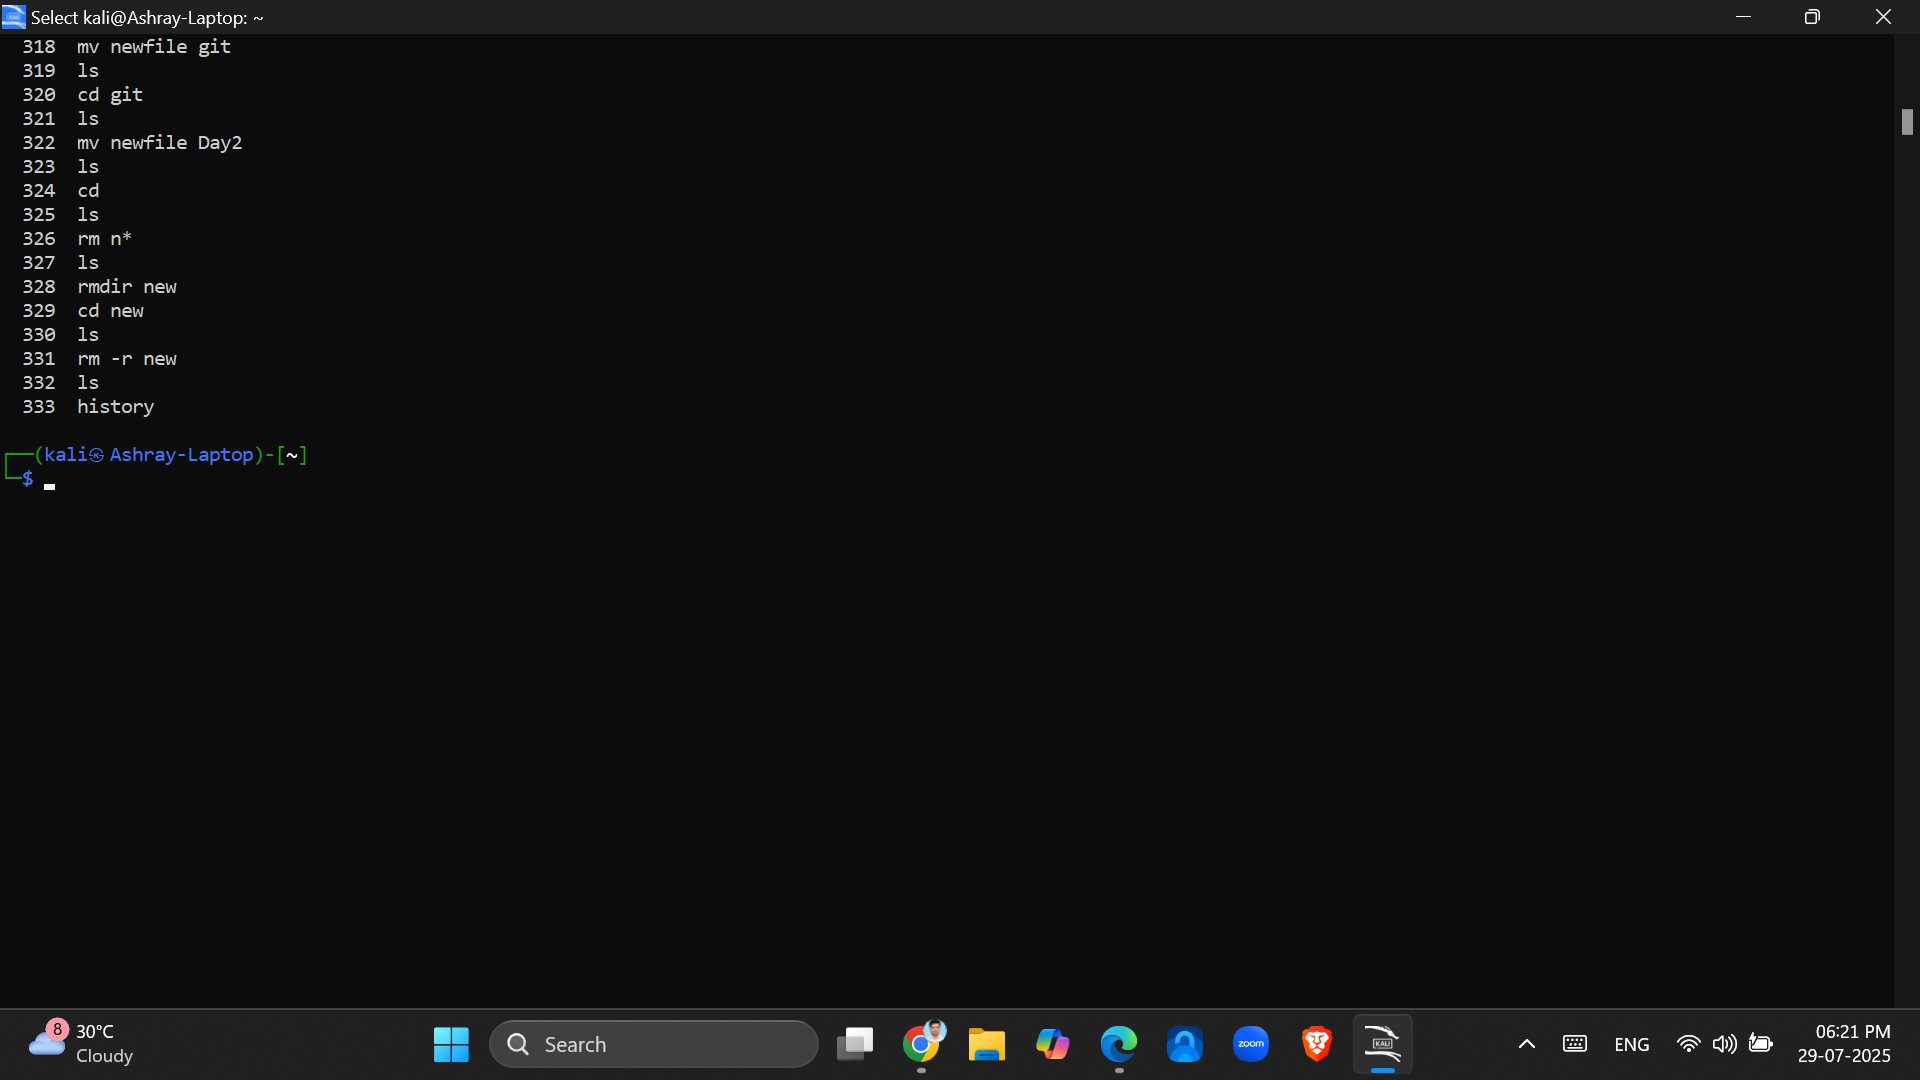 Select kali@Ashray-Laptop: ~
318 mv newfile git
319 ls
320 cd git
321 ls
322 mv newfile Day2
323 ls
324 cd
325 ls
326 rm n*
327 ls
328 rmdir new
329 cd new
330 ls
331 rm -r new
332 ls
333 history
┌──(kali㉿Ashray-Laptop)-[~]
└─$
8
30°C
Cloudy
Search
zoom
KALI
ENG
06:21 PM
29-07-2025